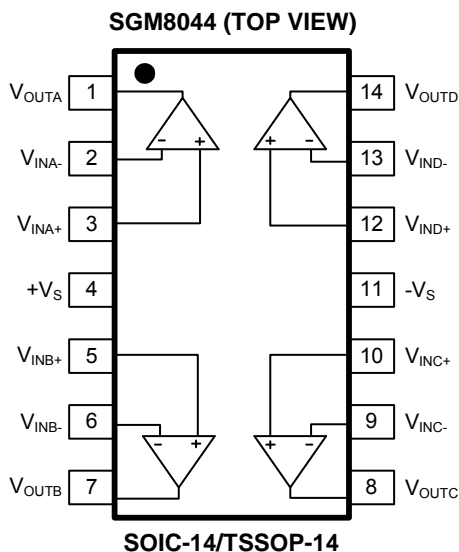 SGM8044 (TOP VIEW)
VOUTA 1 14 VOUTD
VINA- 2 - + + - 13 VIND-
VINA+ 3 12 VIND+
+VS 4 11 -VS
VINB+ 5 10 VINC+
VINB- 6 - + + - 9 VINC-
VOUTB 7 8 VOUTC
SOIC-14/TSSOP-14